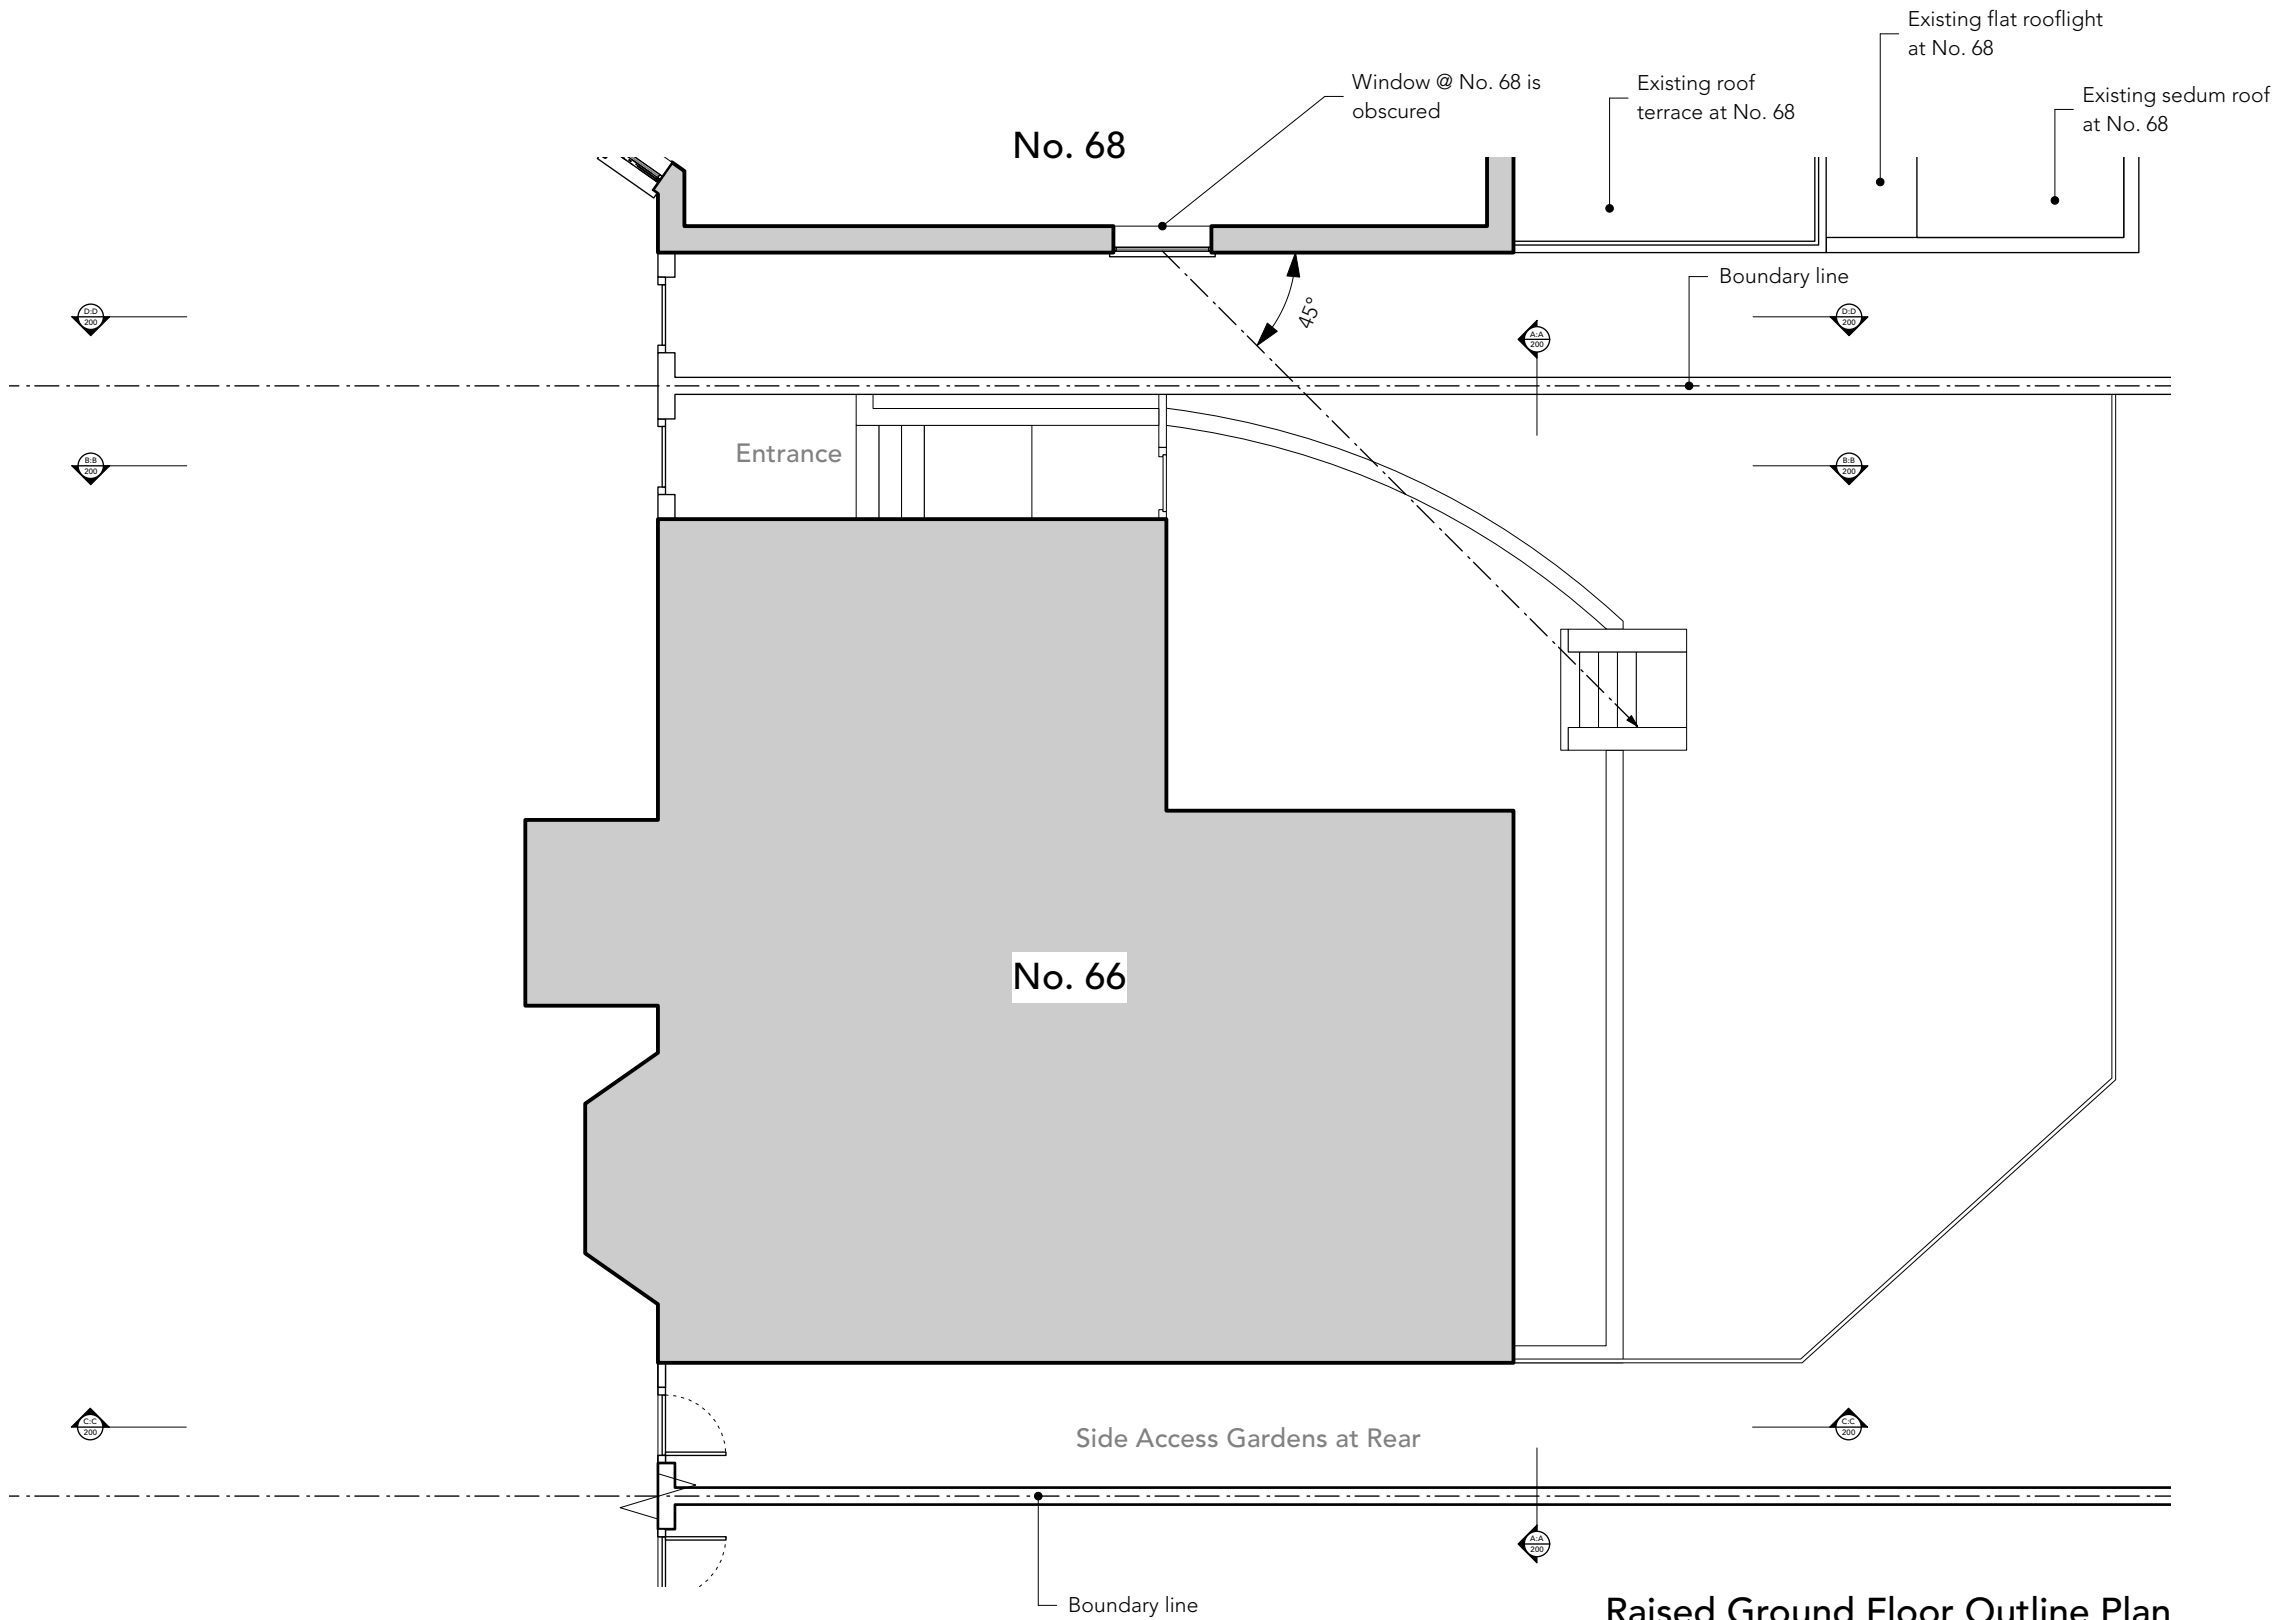 Existing flat rooflight
at No. 68
Window @ No. 68 is
obscured
Existing roof
terrace at No. 68
Existing sedum roof
at No. 68
No. 68
Boundary line
45°
D:D
200
D:D
200
A:A
200
B:B
200
B:B
200
Entrance
No. 66
C:C
200
C:C
200
Side Access Gardens at Rear
A:A
200
Boundary line
Raised Ground Floor Outline Plan